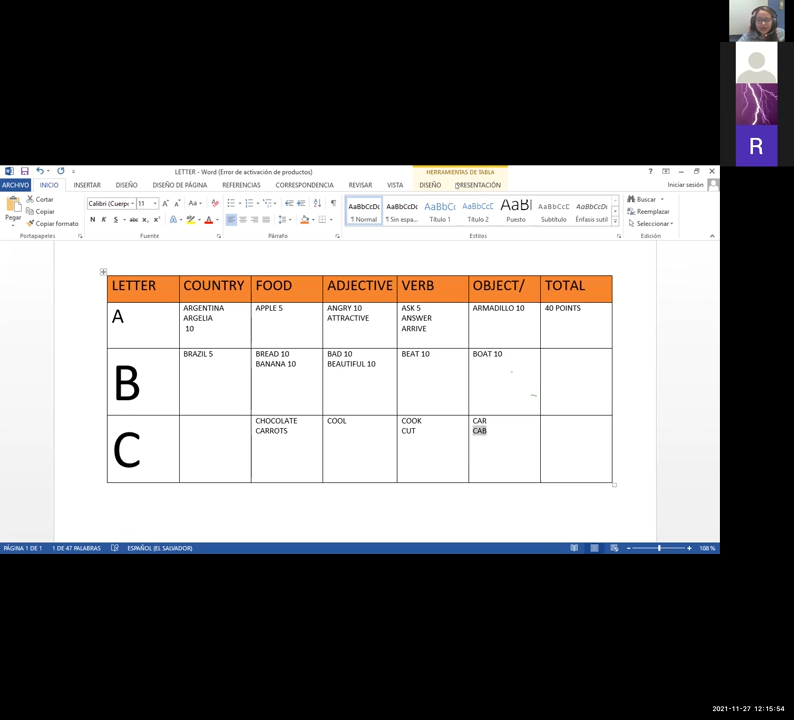 R
LETTER - Word (Error de activación de productos)
HERRAMIENTAS DE TABLA
ARCHIVO INICIO INSERTAR DISEÑO DISEÑO DE PÁGINA REFERENCIAS CORRESPONDENCIA REVISAR VISTA DISEÑO PRESENTACIÓN Iniciar sesión
Pegar
Cortar
Copiar
Copiar formato
Portapapeles
Calibri (Cuerpo 11
N K S abc
Fuente
Párrafo
AaBbCcDc AaBbCcDc AaBbC AaBbCcC AaBl AaBbCcC AaBbCcDc
Normal Sin espa... Título 1 Título 2 Puesto Subtítulo Énfasis sutil
Estilos
Buscar
Reemplazar
Seleccionar
Edición
LETTER COUNTRY FOOD ADJECTIVE VERB OBJECT/ TOTAL
A
ARGENTINA
ARGELIA
10
APPLE 5
ANGRY 10
ATTRACTIVE
ASK 5
ANSWER
ARRIVE
ARMADILLO 10
40 POINTS
B
BRAZIL 5
BREAD 10
BANANA 10
BAD 10
BEAUTIFUL 10
BEAT 10
BOAT 10
C
CHOCOLATE
CARROTS
COOL
COOK
CUT
CAR
CAB
PÁGINA 1 DE 1 1 DE 47 PALABRAS ESPAÑOL (EL SALVADOR) 108 %
2021-11-27 12:15:54